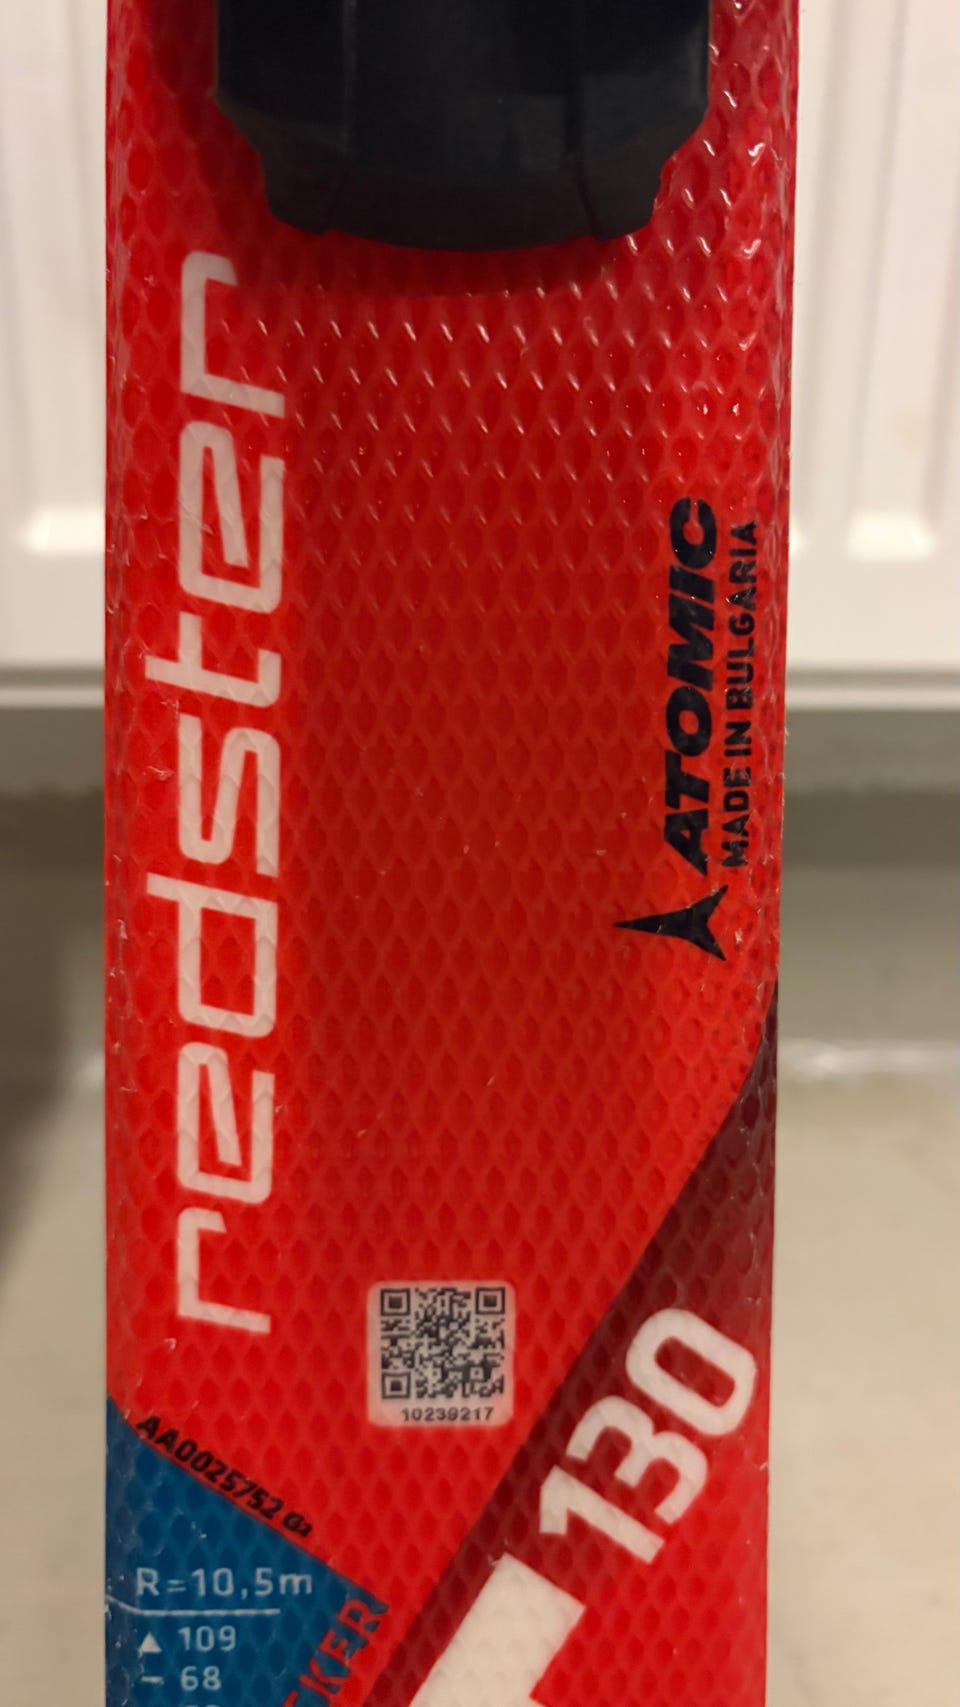 redster
ATOMIC
MADE IN BULGARIA
10239217
130
AA0025752
R=10,5m
▲ 109
– 68